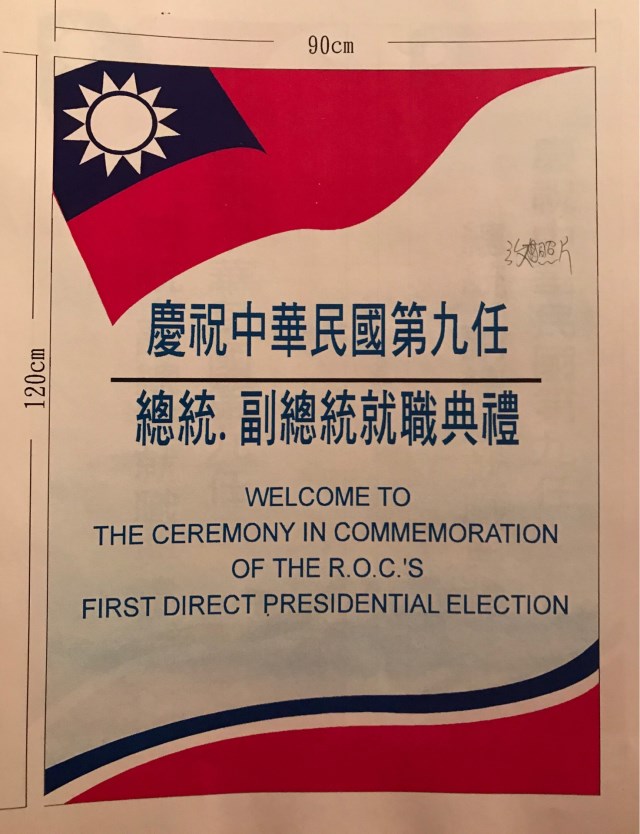 90cm
120cm
慶祝中華民國第九任
總統.副總統就職典禮
WELCOME TO
THE CEREMONY IN COMMEMORATION
OF THE R.O.C.'S
FIRST DIRECT PRESIDENTIAL ELECTION